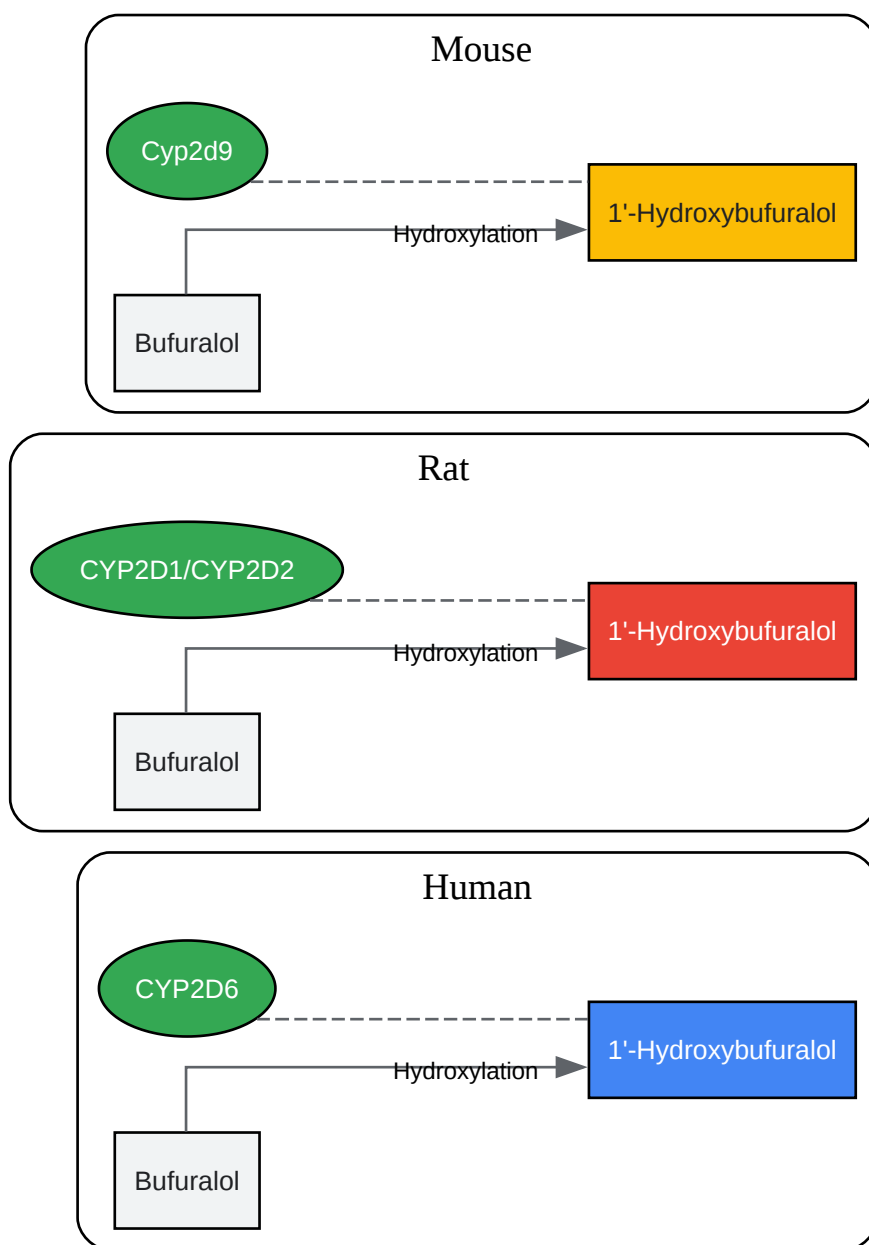 Mouse
Cyp2d9
1'-Hydroxybufuralol
Hydroxylation
Bufuralol
Rat
CYP2D1/CYP2D2
1'-Hydroxybufuralol
Hydroxylation
Bufuralol
Human
CYP2D6
1'-Hydroxybufuralol
Hydroxylation
Bufuralol